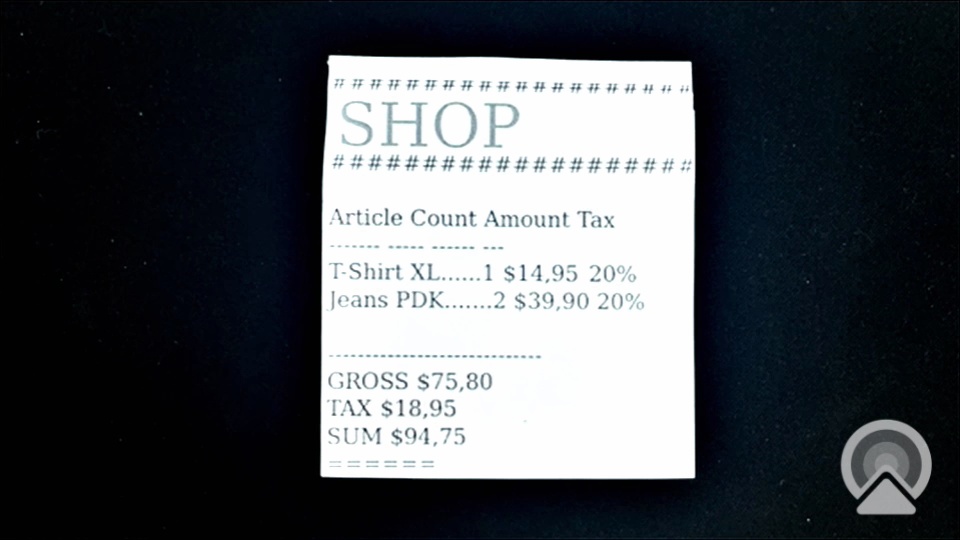 # # # # # # # # # # # # # # # # # # # #
SHOP
# # # # # # # # # # # # # # # # # # # #
Article Count Amount Tax
------- ----- ------ ---
T-Shirt XL......1 $14,95 20%
Jeans PDK.......2 $39,90 20%
---------------------------
GROSS $75,80
TAX $18,95
SUM $94,75
= = = = = =